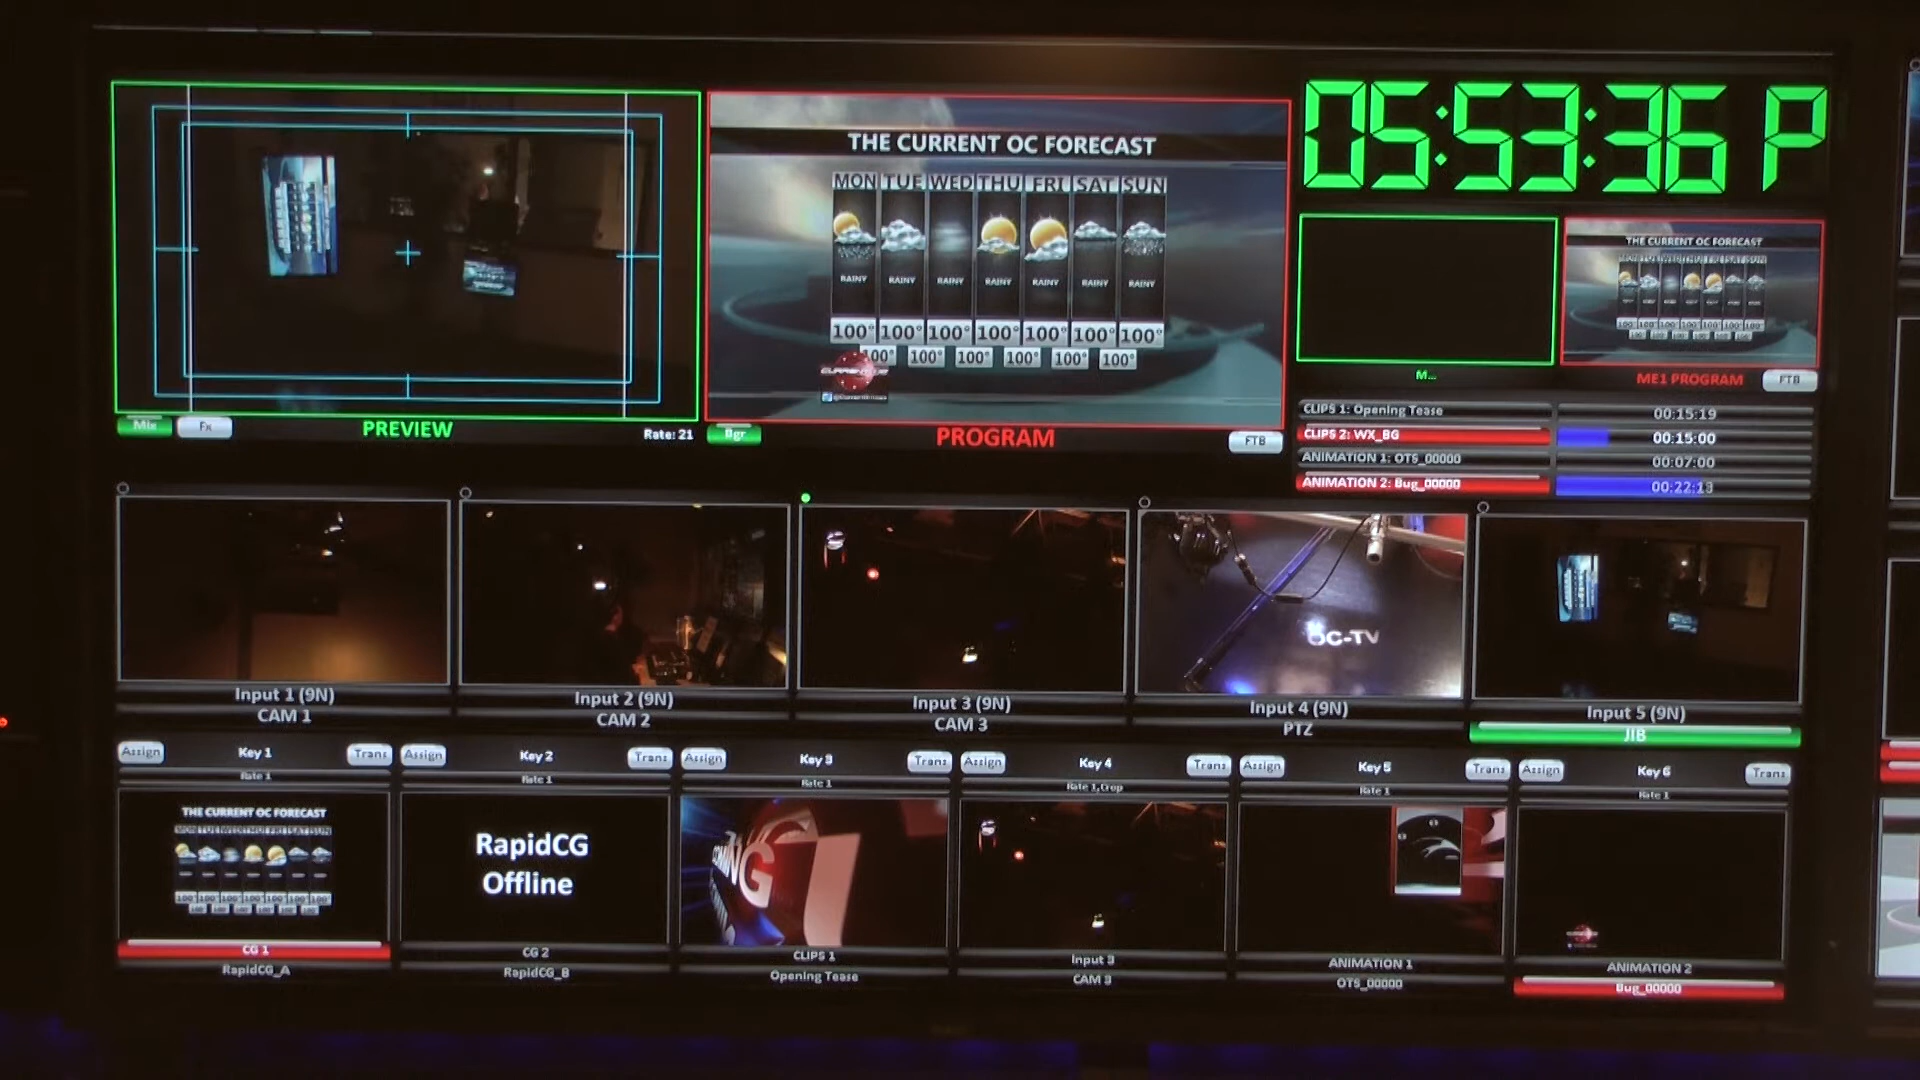 05:53:36 P
THE CURRENT OC FORECAST
MON TUE WED THU FRI SAT SUN
RAINY RAINY RAINY RAINY RAINY RAINY RAINY
100° 100° 100° 100° 100° 100° 100°
100° 100° 100° 100° 100° 100°
Mix Fx PREVIEW Rate: 21
Bgr PROGRAM FTB
THE CURRENT OC FORECAST
M... ME1 PROGRAM FTB
CLIPS 1: Opening Tease 00:15:19
CLIPS 2: WX_BG 00:15:00
ANIMATION 1: OTS_00000 00:07:00
ANIMATION 2: Bug_00000 00:22:13
OC-TV
Input 1 (9N) Input 2 (9N) Input 3 (9N) Input 4 (9N) Input 5 (9N)
CAM 1 CAM 2 CAM 3 PTZ JIB
Assign Key 1 Trans Assign Key 2 Trans Assign Key 3 Trans Assign Key 4 Trans Assign Key 5 Trans Assign Key 6 Trans
Rate 1 Rate 1 Rate 1 Rate 1,Crop Rate 1 Rate 1
THE CURRENT OC FORECAST
RapidCG
Offline
CG 1 CG 2 CLIPS 1 Input 3 ANIMATION 1 ANIMATION 2
RapidCG_A RapidCG_B Opening Tease CAM 3 OTS_00000 Bug_00000